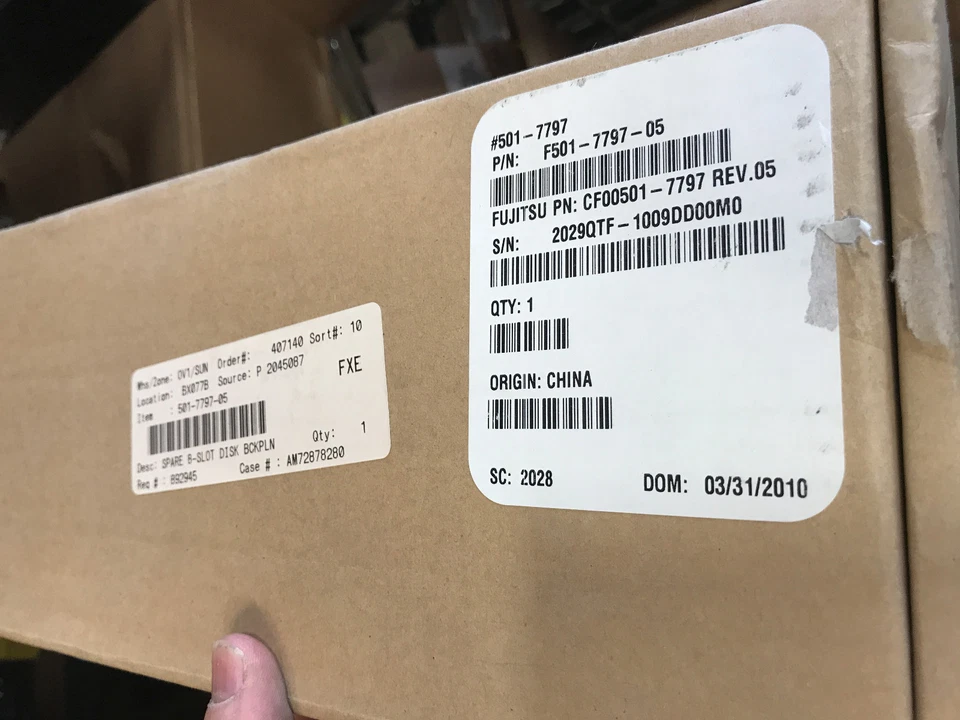 #501-7797
P/N: F501-7797-05
FUJITSU PN: CF00501-7797 REV.05
S/N: 2029QTF-1009DD00M0
QTY: 1
ORIGIN: CHINA
SC: 2028 DOM: 03/31/2010
Whs/Zone: OV1/SUN Order#: 407140 Sort#: 10
Location: BX077B Source: P 2045087 FXE
Item : 501-7797-05
Desc: SPARE 8-SLOT DISK BCKPLN Qty: 1
Req # : 892945 Case # : AM72878280